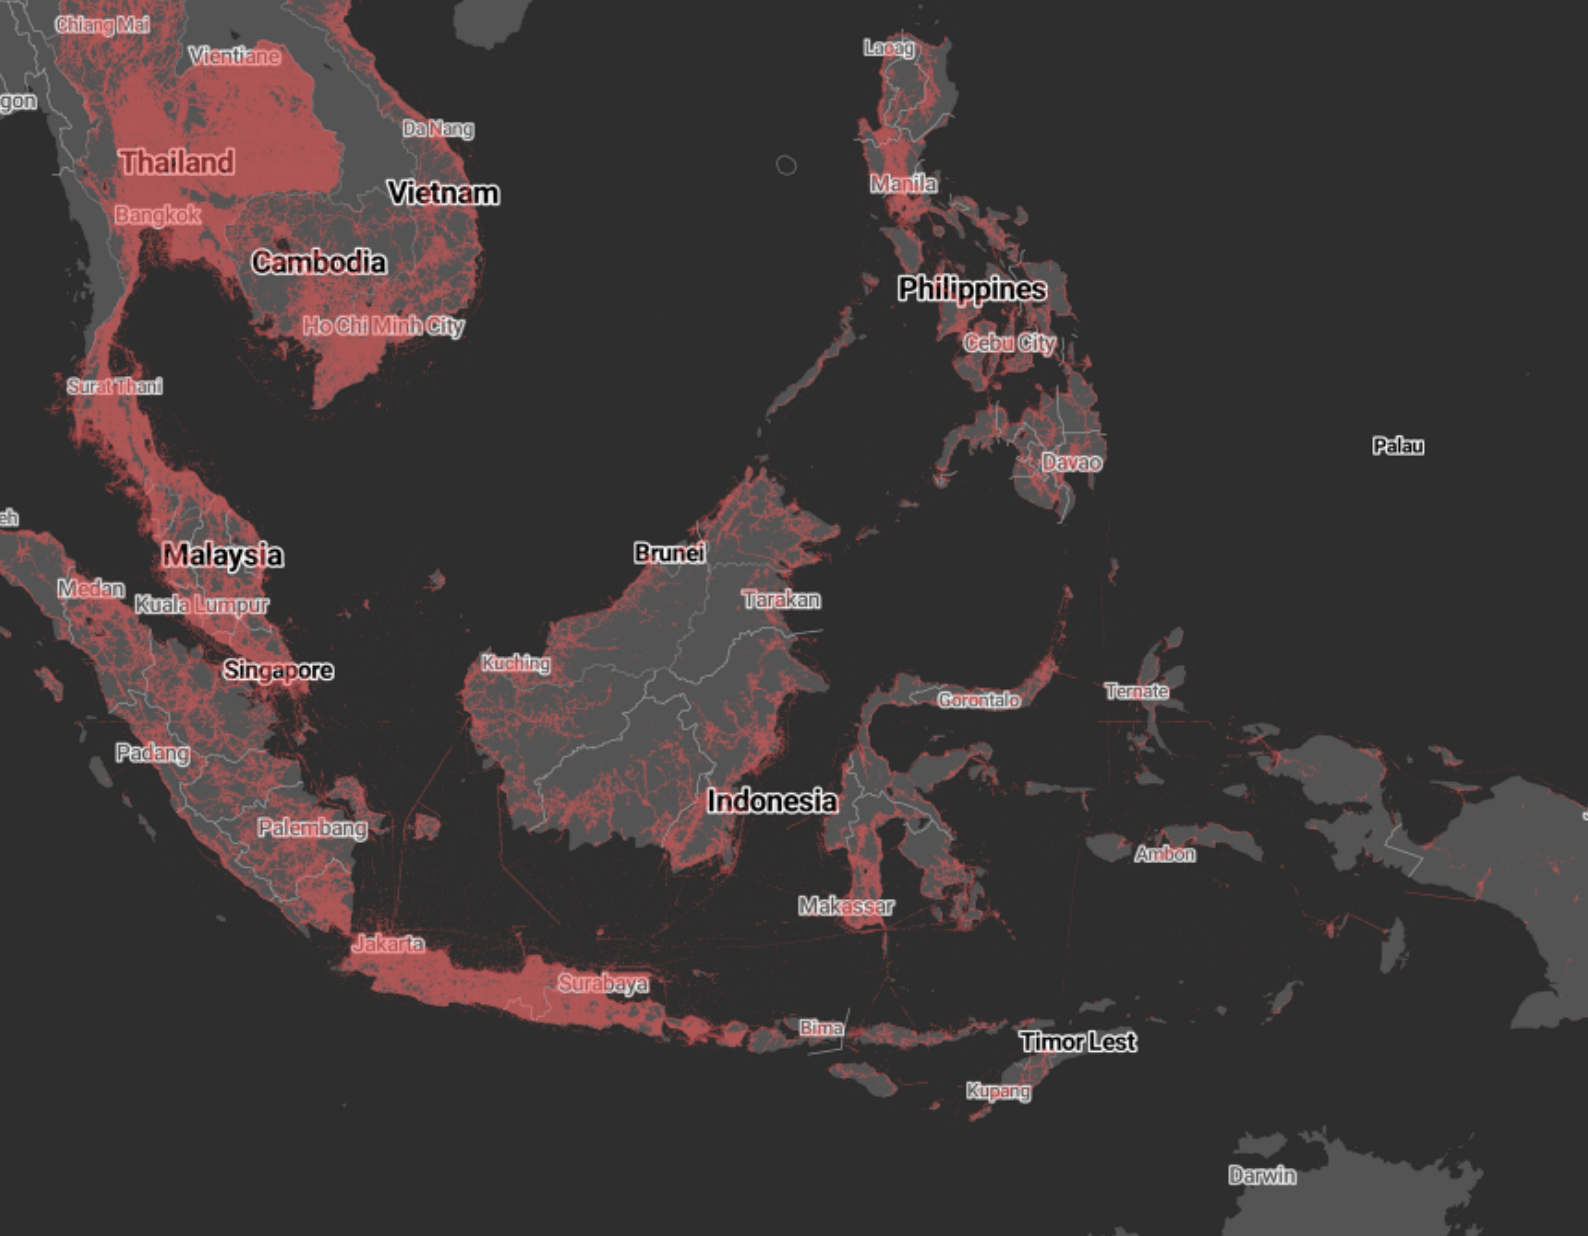 Chiang Mai
Vientiane
gon
Laoag
Da Nang
Thailand
Vietnam
Manila
Bangkok
Cambodia
Philippines
Ho Chi Minh City
Cebu City
Surat Thani
Palau
Davao
eh
Malaysia
Brunei
Medan
Kuala Lumpur
Tarakan
Singapore
Kuching
Ternate
Gorontalo
Padang
Indonesia
Palembang
Ambon
Makassar
Jakarta
Surabaya
Bima
Timor Lest
Kupang
Darwin